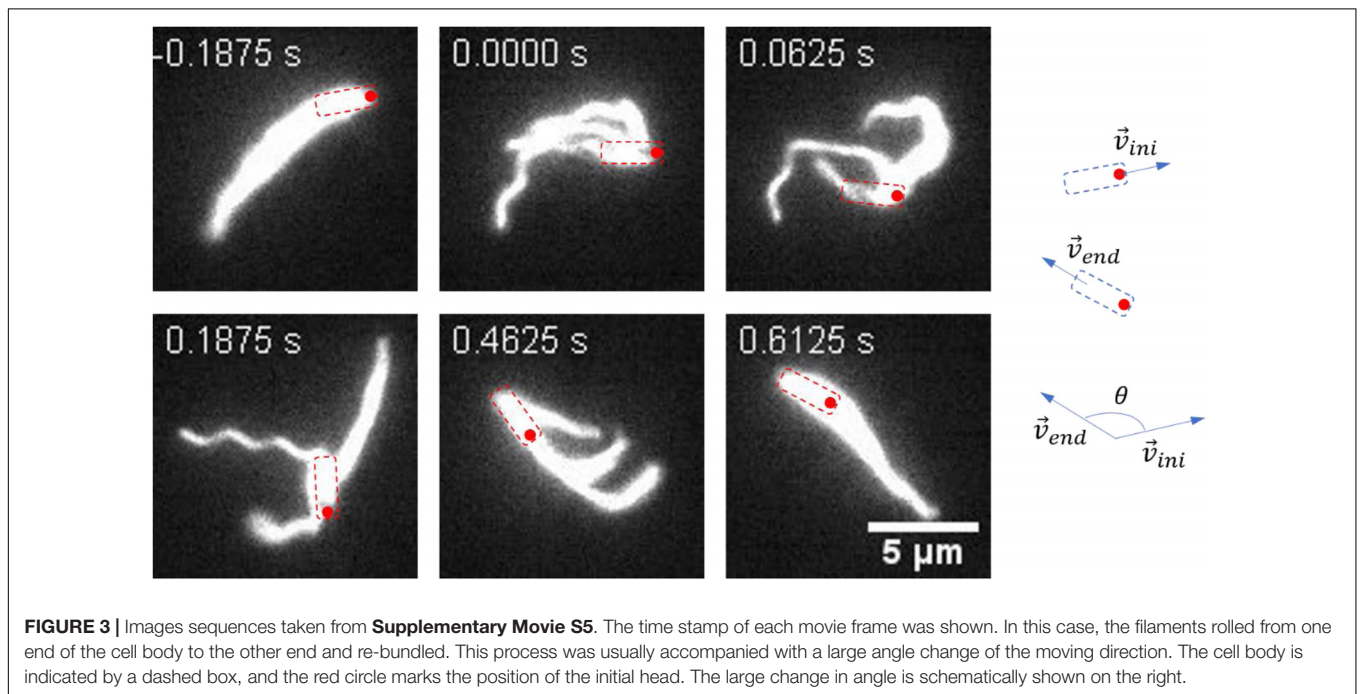 -0.1875 s
0.0000 s
0.0625 s
0.1875 s
0.4625 s
0.6125 s
5 μm
v⃗ini
v⃗end
θ
v⃗end
v⃗ini
FIGURE 3 | Images sequences taken from Supplementary Movie S5. The time stamp of each movie frame was shown. In this case, the filaments rolled from one
end of the cell body to the other end and re-bundled. This process was usually accompanied with a large angle change of the moving direction. The cell body is
indicated by a dashed box, and the red circle marks the position of the initial head. The large change in angle is schematically shown on the right.